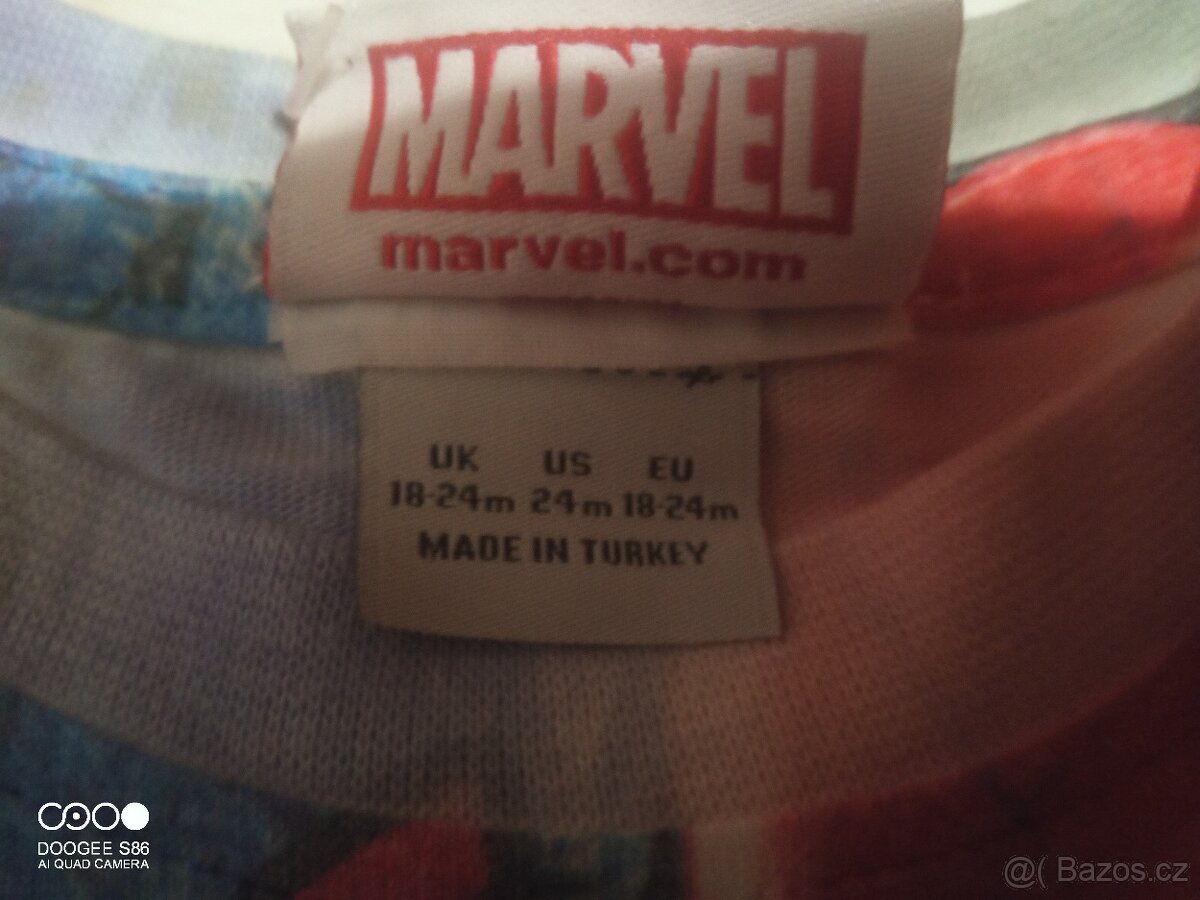 MARVEL
marvel.com
UK US EU
18-24m 24m 18-24m
MADE IN TURKEY
DOOGEE S86
AI QUAD CAMERA
@( Bazos.cz